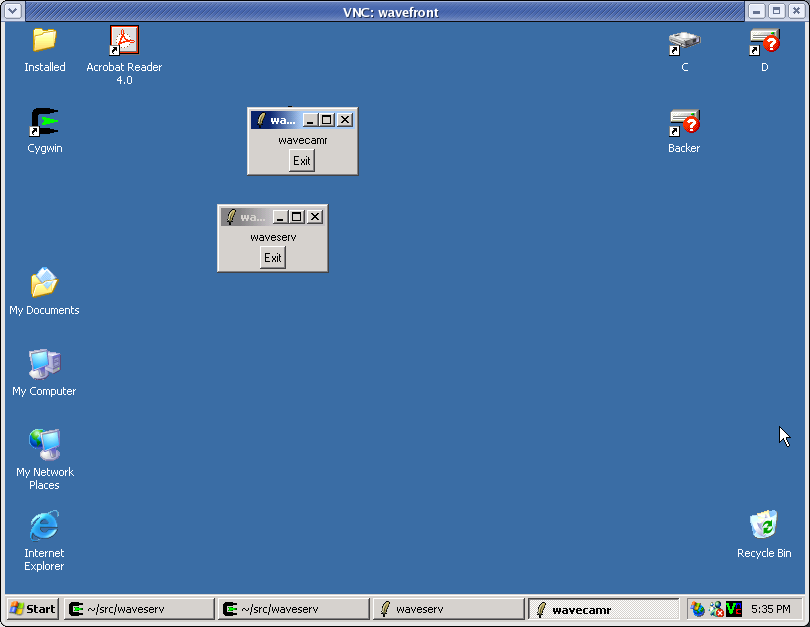 VNC: wavefront
Installed
Acrobat Reader
4.0
C
D
Cygwin
wa...
wavecamr
Exit
Backer
wa...
waveserv
Exit
My Documents
My Computer
My Network
Places
Internet
Explorer
Recycle Bin
Start
~/src/waveserv
~/src/waveserv
waveserv
wavecamr
5:35 PM